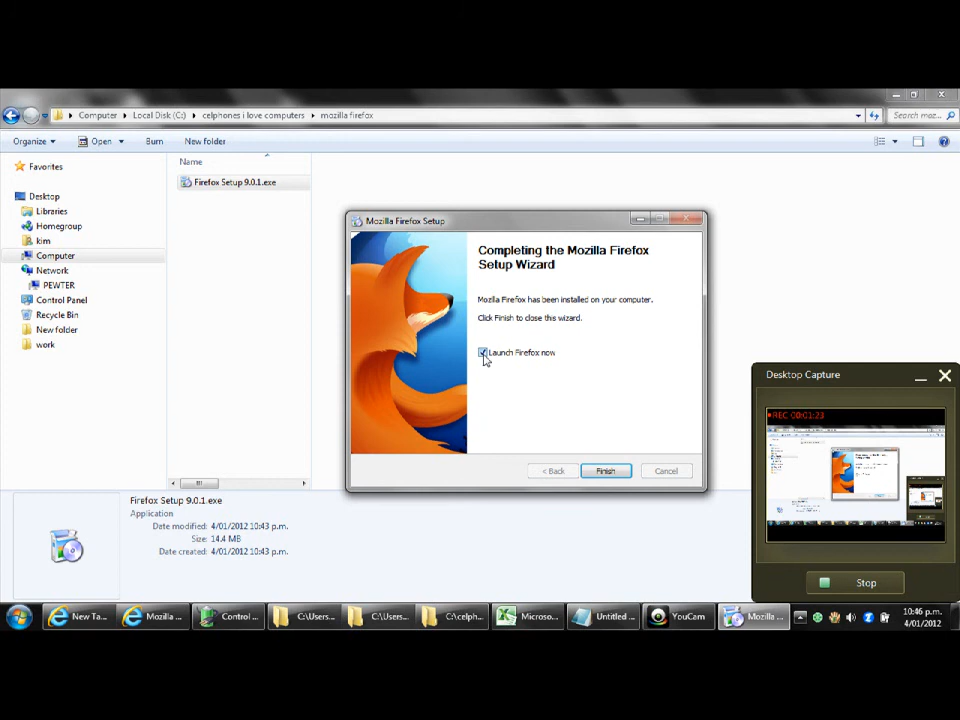 Computer Local Disk (C:) celphones i love computers mozilla firefox
Search maz...
Organize Open Burn New folder
Favorites
Desktop
Libraries
Homegroup
kim
Computer
Network
PEWTER
Control Panel
Recycle Bin
New folder
work
Name
Firefox Setup 9.0.1.exe
Mozilla Firefox Setup
Completing the Mozilla Firefox
Setup Wizard
Mozilla Firefox has been installed on your computer.
Click Finish to close this wizard.
Launch Firefox now
< Back Finish Cancel
Desktop Capture
REC 00:01:23
Stop
Firefox Setup 9.0.1.exe
Application
Date modified: 4/01/2012 10:43 p.m.
Size: 14.4 MB
Date created: 4/01/2012 10:43 p.m.
New Ta... Mozilla ... Control ... C:\Users... C:\Users... C:\celph... Microso... Untitled ... YouCam Mozilla ...
10:46 p.m.
4/01/2012